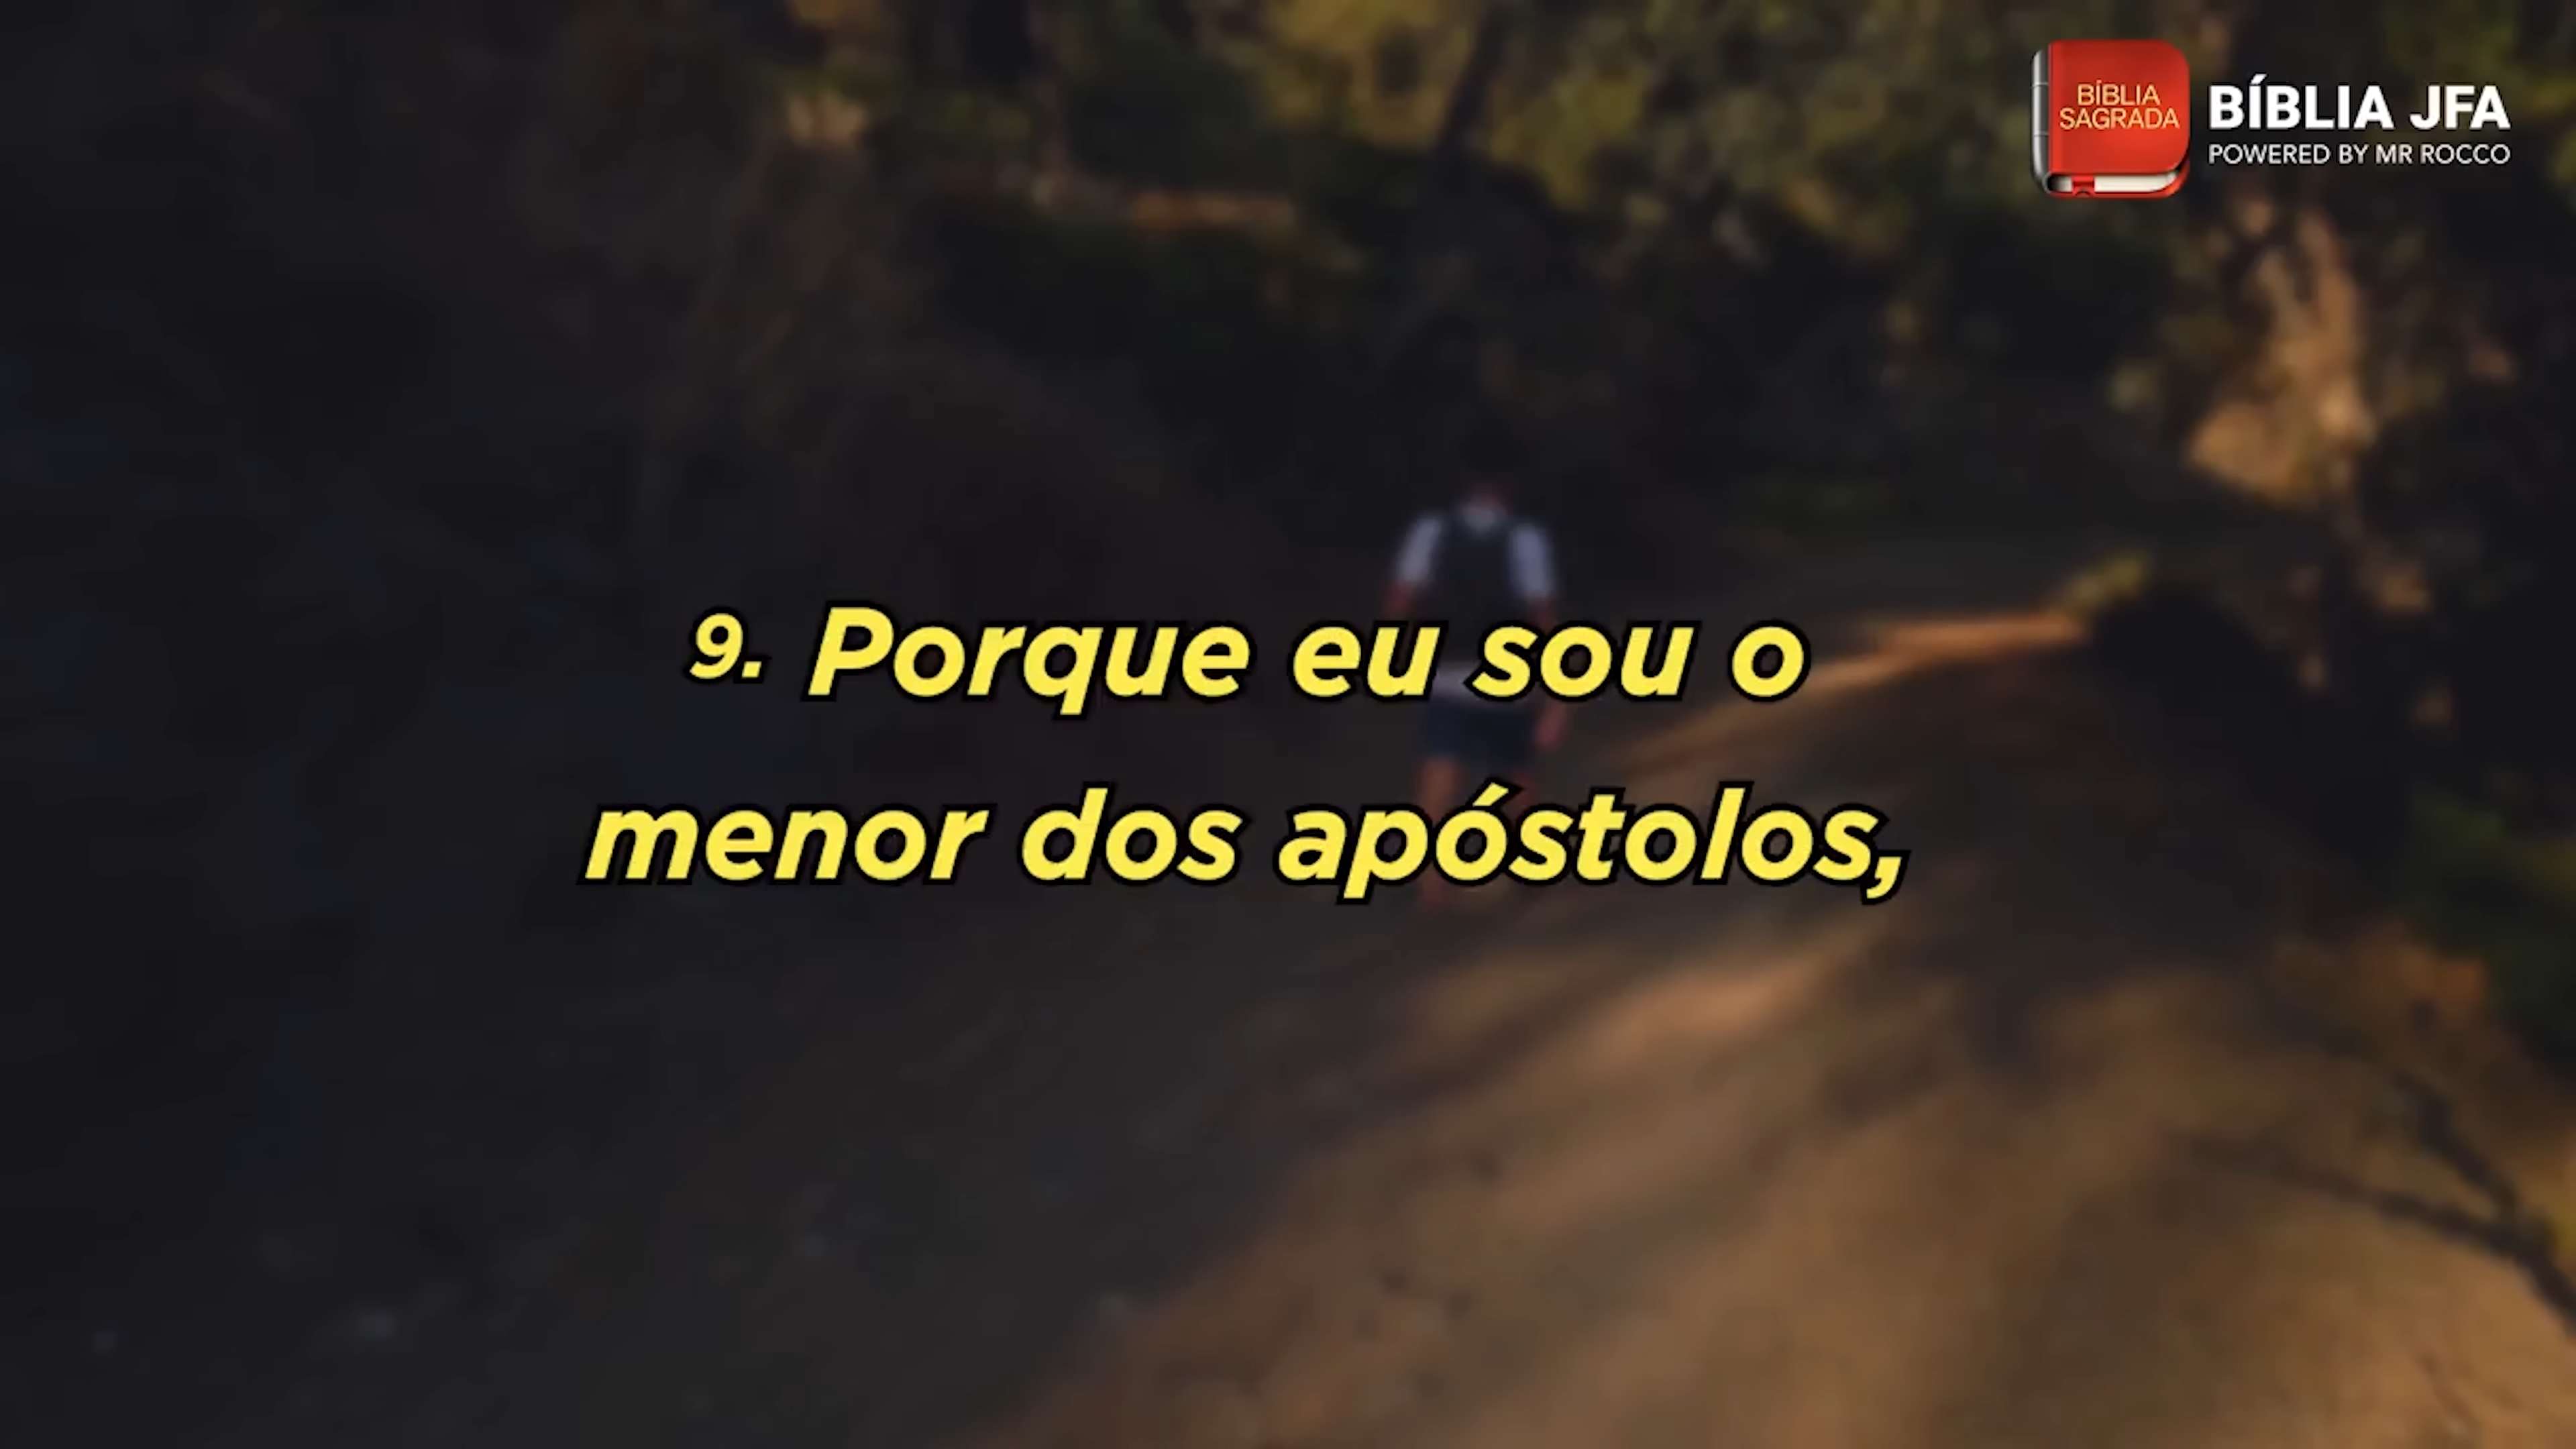 BÍBLIA
SAGRADA
BÍBLIA JFA
POWERED BY MR ROCCO
9. Porque eu sou o
menor dos apóstolos,